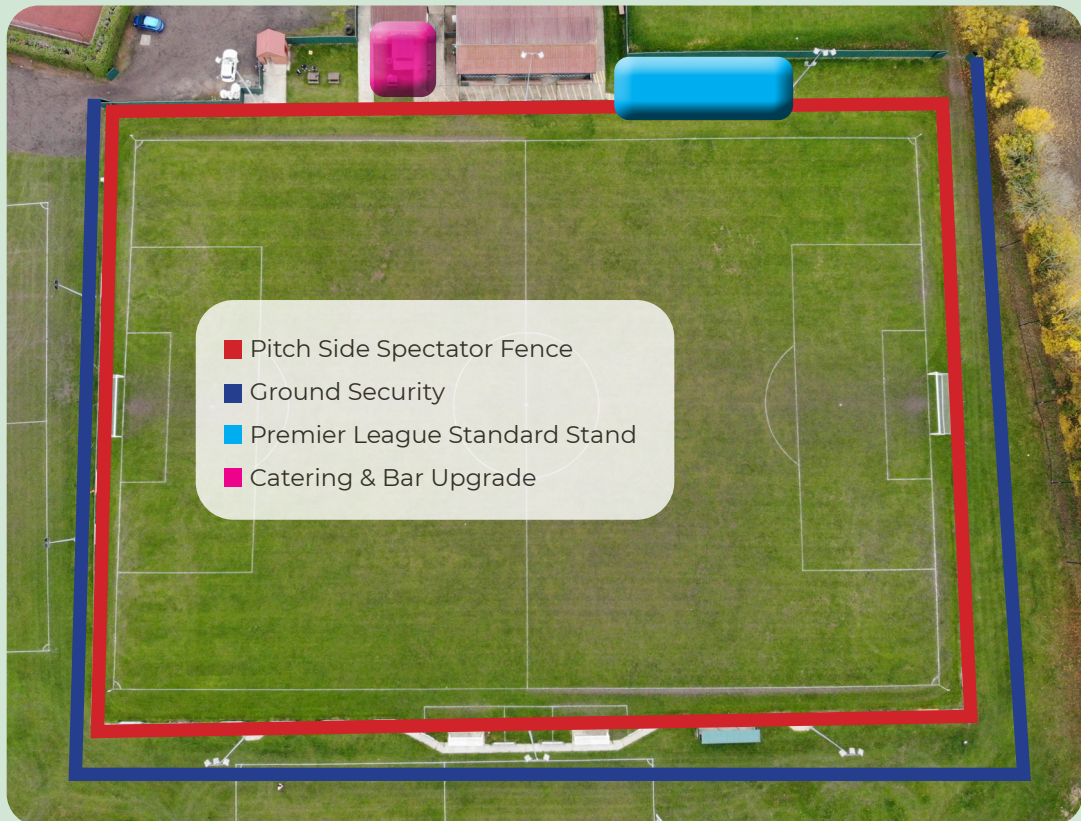 Pitch Side Spectator Fence
Ground Security
Premier League Standard Stand
Catering & Bar Upgrade